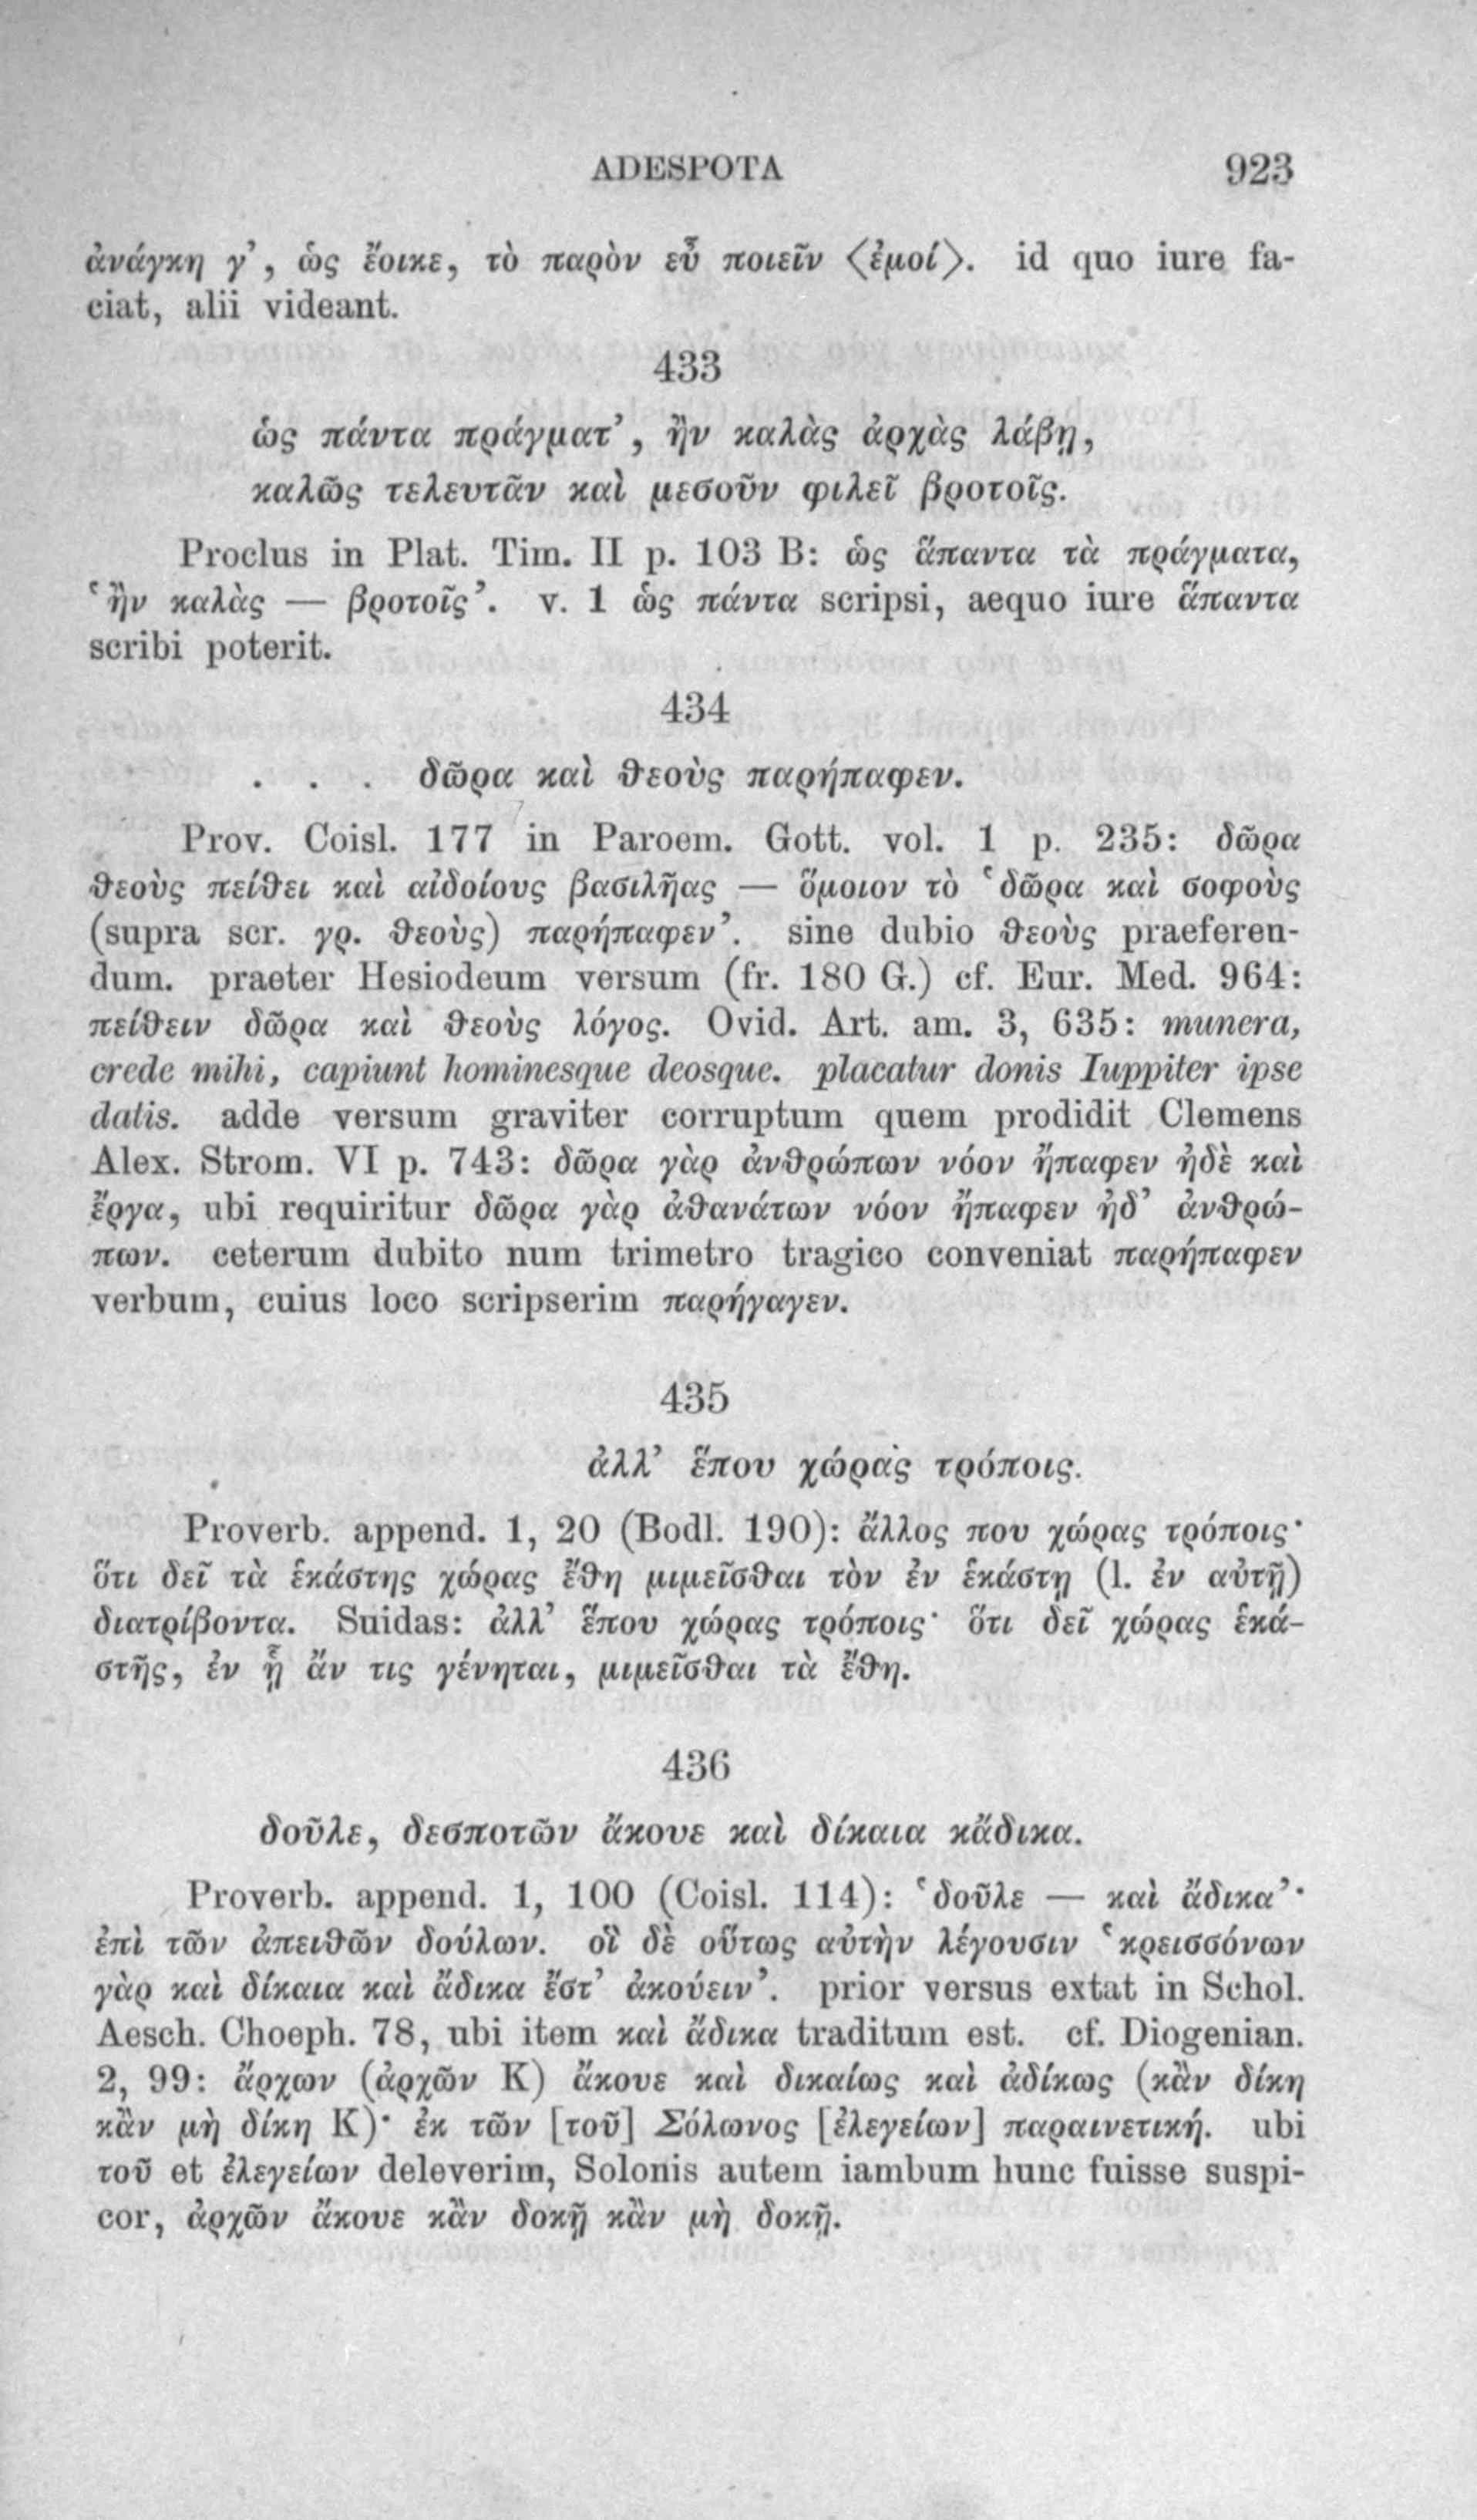 ADESPOTA 923
ἀνάγκη γ’, ὡς ἔοικε, τὸ παρὸν εὖ ποιεῖν ⟨ἐμοί⟩. id quo iure fa-
ciat, alii videant.
433
ὡς πάντα πράγματ’, ἢν καλὰς ἀρχὰς λάβῃ,
καλῶς τελευτᾶν καὶ μεσοῦν φιλεῖ βροτοῖς.
Proclus in Plat. Tim. II p. 103 B: ὡς ἅπαντα τὰ πράγματα,
‘ἢν καλὰς — βροτοῖς’. v. 1 ὡς πάντα scripsi, aequo iure ἅπαντα
scribi poterit.
434
. . . δῶρα καὶ θεοὺς παρήπαφεν.
Prov. Coisl. 177 in Paroem. Gott. vol. 1 p. 235: δῶρα
θεοὺς πείθει καὶ αἰδοίους βασιλῆας — ὅμοιον τὸ ‘δῶρα καὶ σοφοὺς
(supra scr. γρ. θεοὺς) παρήπαφεν’. sine dubio θεοὺς praeferen-
dum. praeter Hesiodeum versum (fr. 180 G.) cf. Eur. Med. 964:
πείθειν δῶρα καὶ θεοὺς λόγος. Ovid. Art. am. 3, 635: munera,
crede mihi, capiunt hominesque deosque. placatur donis Iuppiter ipse
datis. adde versum graviter corruptum quem prodidit Clemens
Alex. Strom. VI p. 743: δῶρα γὰρ ἀνθρώπων νόον ἤπαφεν ἠδὲ καὶ
ἔργα, ubi requiritur δῶρα γὰρ ἀθανάτων νόον ἤπαφεν ἠδ’ ἀνθρώ-
πων. ceterum dubito num trimetro tragico conveniat παρήπαφεν
verbum, cuius loco scripserim παρήγαγεν.
435
ἀλλ’ ἕπου χώρας τρόποις.
Proverb. append. 1, 20 (Bodl. 190): ἄλλος που χώρας τρόποις·
ὅτι δεῖ τὰ ἑκάστης χώρας ἔθη μιμεῖσθαι τὸν ἐν ἑκάστῃ (l. ἐν αὐτῇ)
διατρίβοντα. Suidas: ἀλλ’ ἕπου χώρας τρόποις· ὅτι δεῖ χώρας ἑκά-
στῆς, ἐν ᾗ ἄν τις γένηται, μιμεῖσθαι τὰ ἔθη.
436
δοῦλε, δεσποτῶν ἄκουε καὶ δίκαια κἄδικα.
Proverb. append. 1, 100 (Coisl. 114): ‘δοῦλε — καὶ ἄδικα’·
ἐπὶ τῶν ἀπειθῶν δούλων. οἳ δὲ οὕτως αὐτὴν λέγουσιν ‘κρεισσόνων
γὰρ καὶ δίκαια καὶ ἄδικα ἔστ’ ἀκούειν’. prior versus extat in Schol.
Aesch. Choeph. 78, ubi item καὶ ἄδικα traditum est. cf. Diogenian.
2, 99: ἄρχων (ἀρχῶν K) ἄκουε καὶ δικαίως καὶ ἀδίκως (κἂν δίκῃ
κἂν μὴ δίκῃ K)· ἐκ τῶν [τοῦ] Σόλωνος [ἐλεγείων] παραινετική. ubi
τοῦ et ἐλεγείων deleverim, Solonis autem iambum hunc fuisse suspi-
cor, ἀρχῶν ἄκουε κἂν δοκῇ κἂν μὴ δοκῇ.